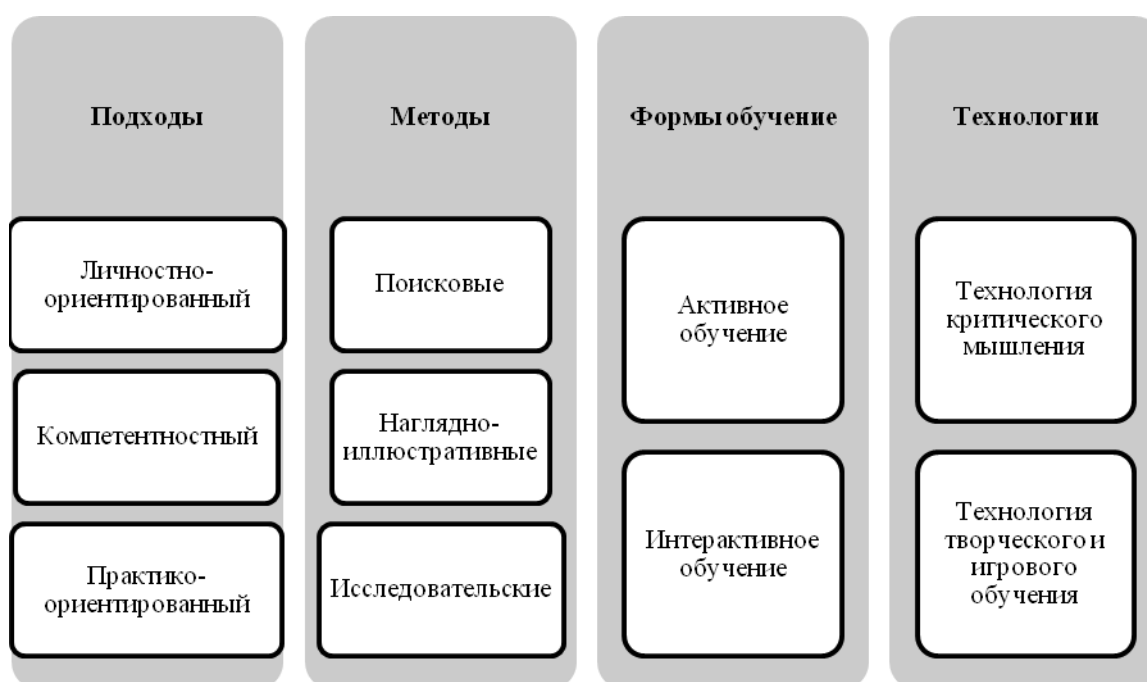 Подходы
Личностно-
ориентированный
Компетентностный
Практико-
ориентированный
Методы
Поисковые
Наглядно-
иллюстративные
Исследовательские
Формы обучение
Активное
обучение
Интерактивное
обучение
Технологии
Технология
критического
мышления
Технология
творческого и
игрового
обучения